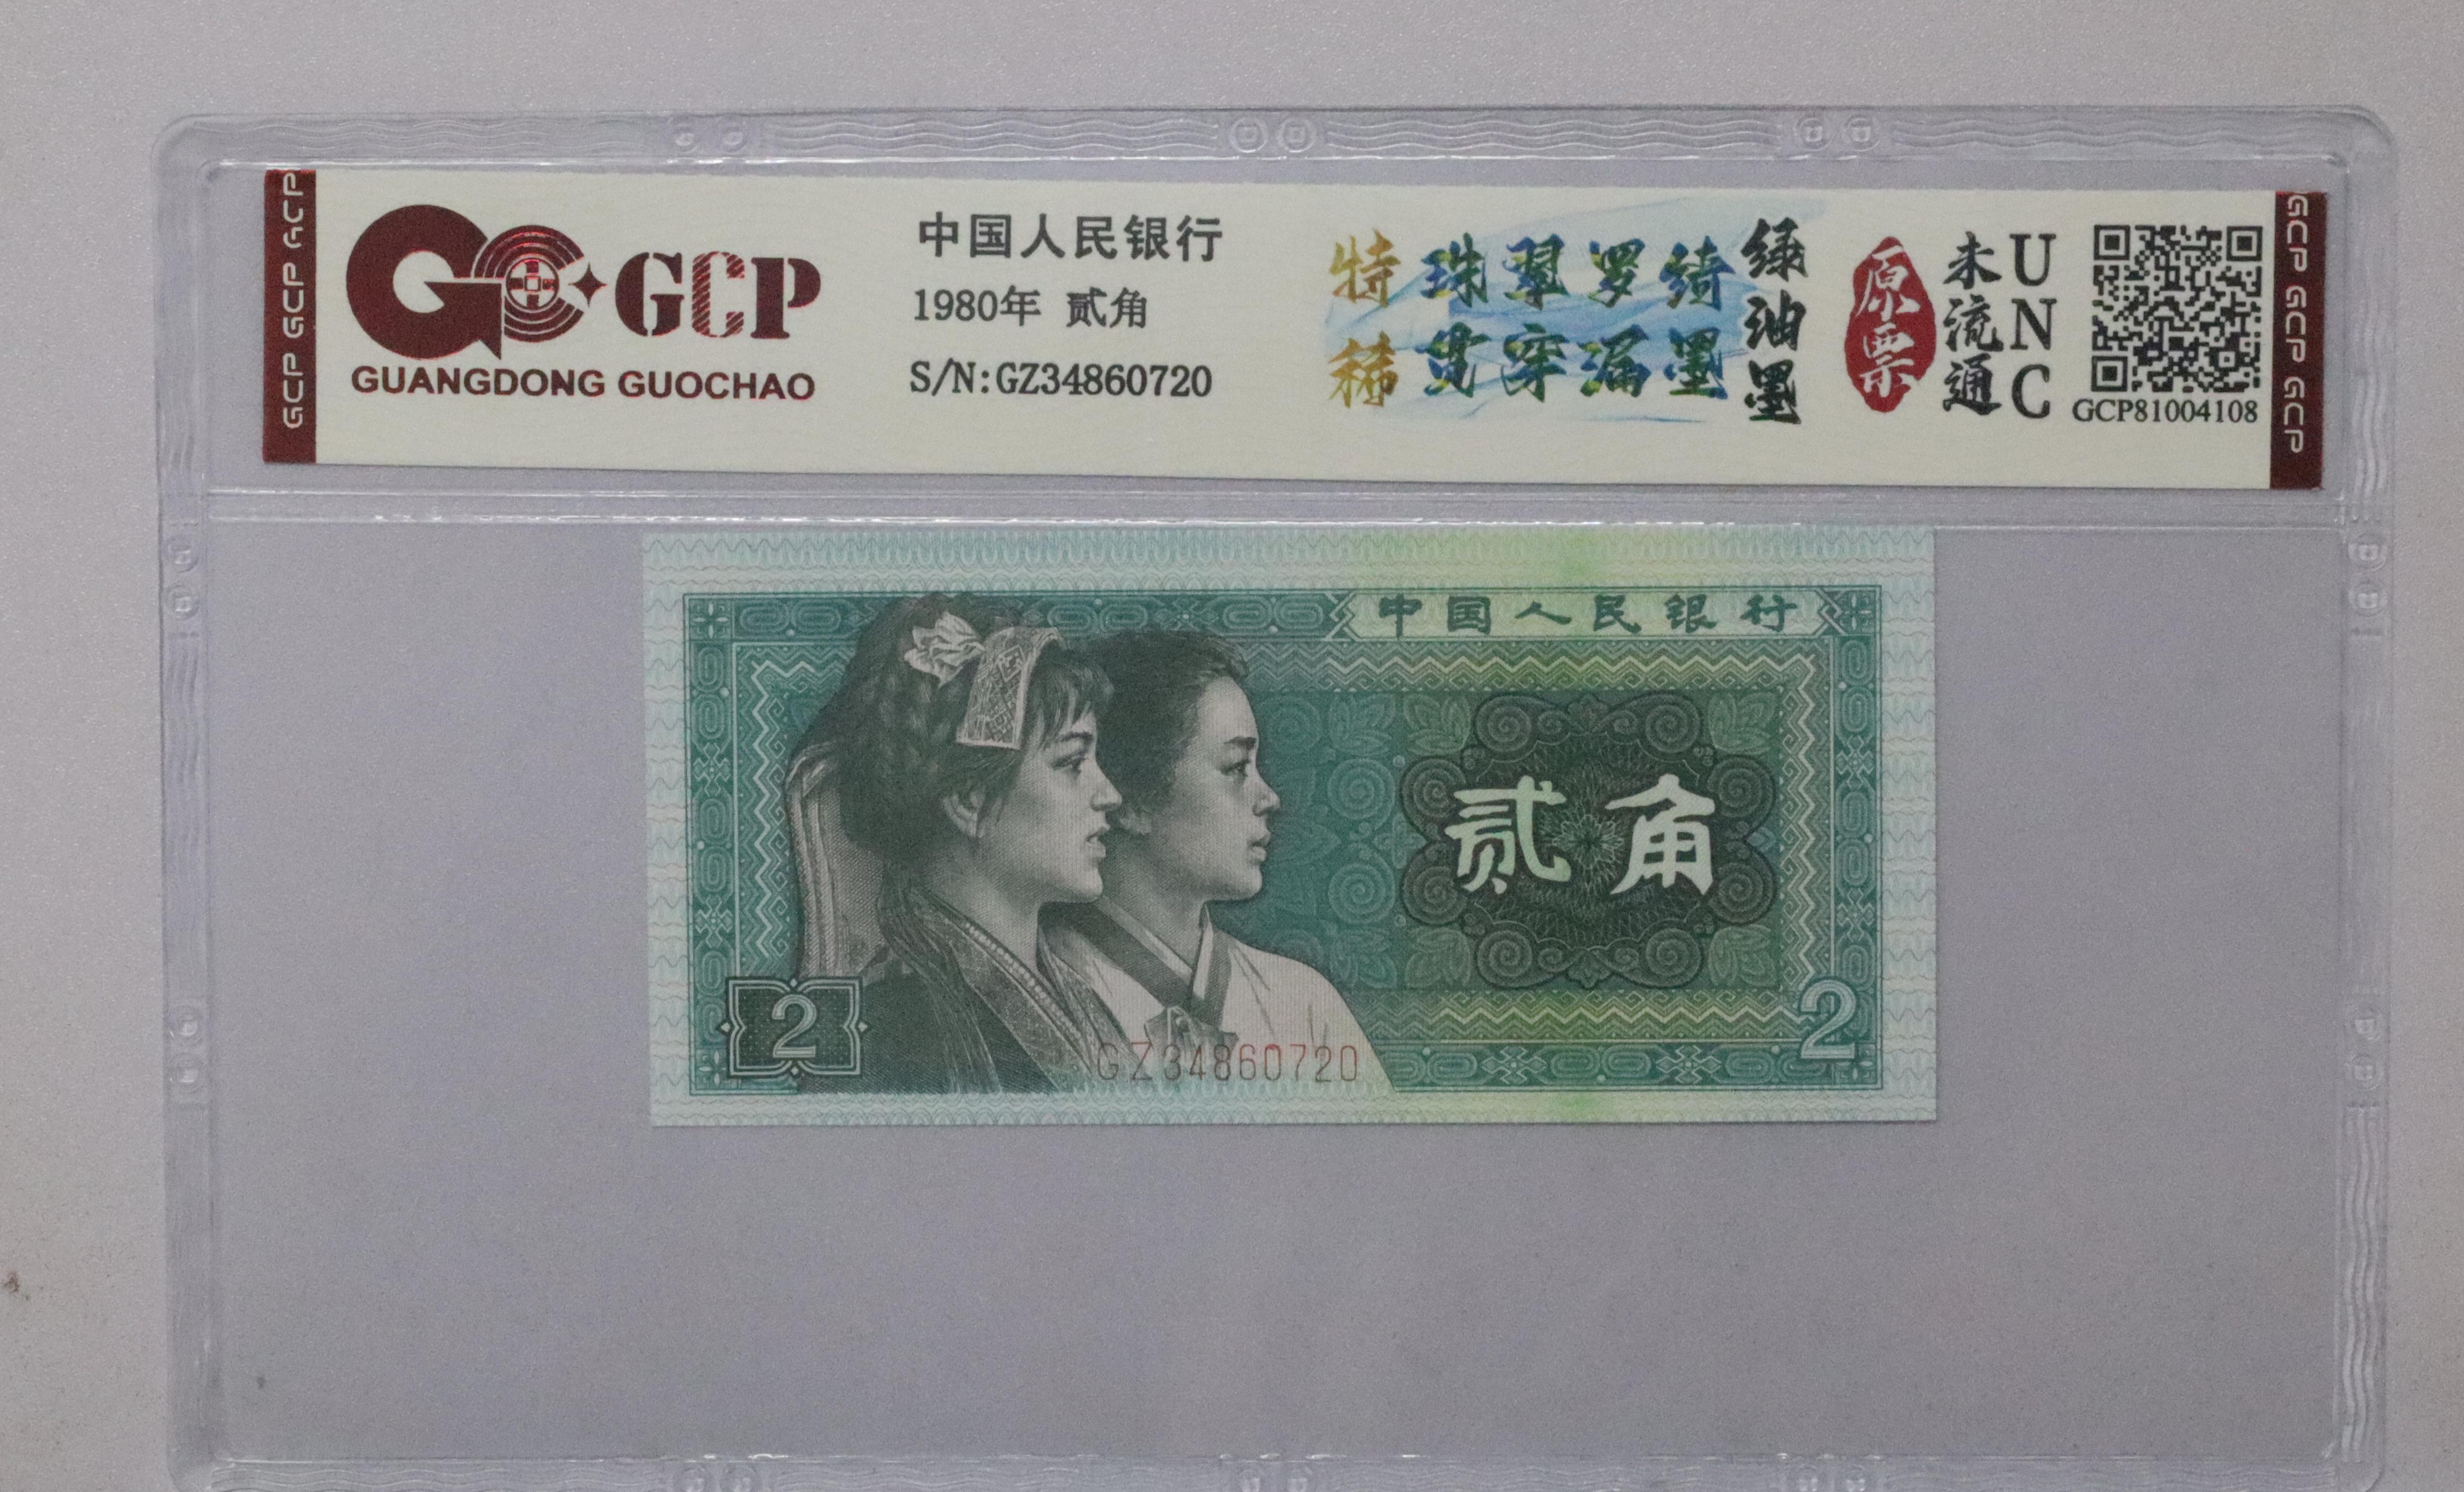 GCP GCP GCP
GCP
GUANGDONG GUOCHAO
中国人民银行
1980年 贰角
S/N:GZ34860720
特稀
珠翠罗绮
贯穿漏墨
绿油墨
原票
未流通
UNC
GCP81004108
GCP GCP GCP
中国人民银行
贰角
2
2
GZ34860720